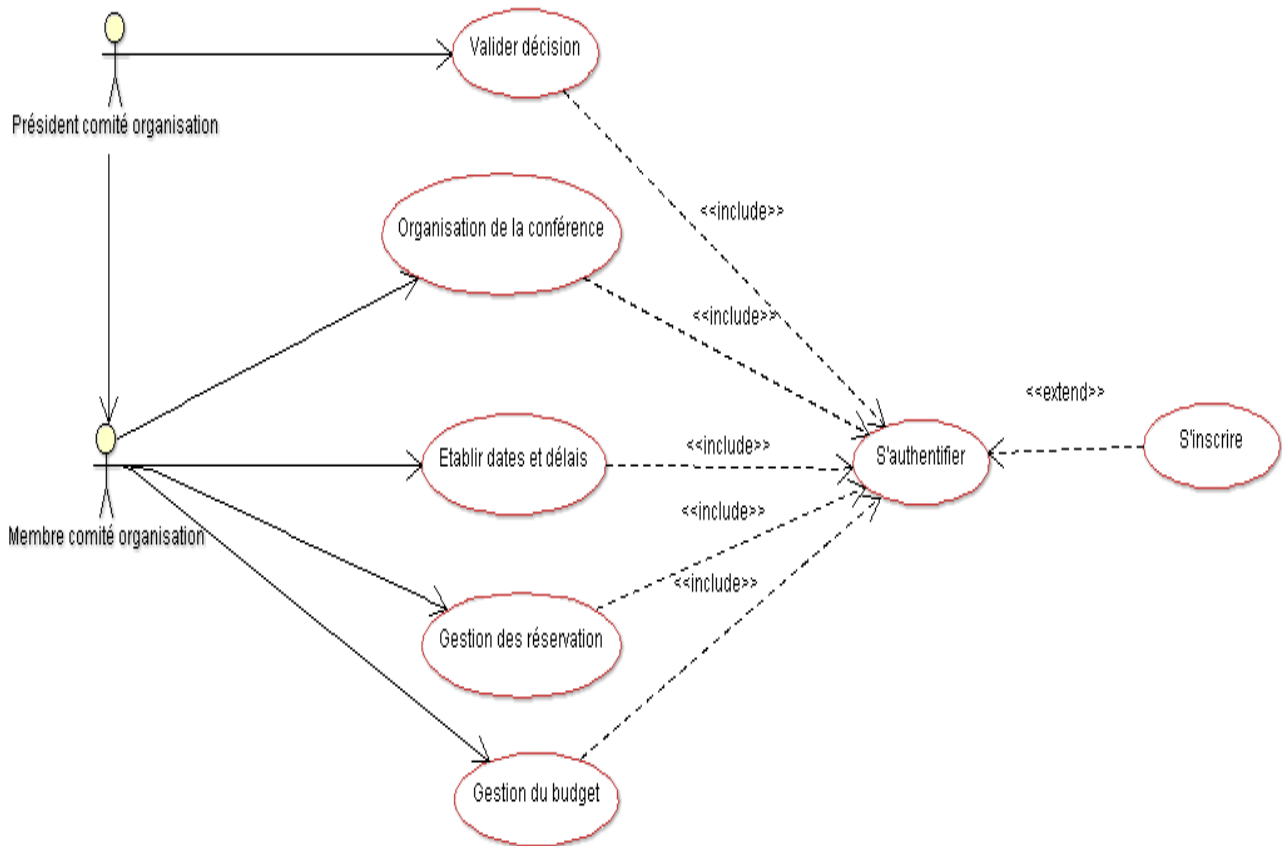 Valider décision
Président comité organisation
<<include>>
Organisation de la conférence
<<include>>
<<extend>>
Etablir dates et délais
<<include>>
S'authentifier
S'inscrire
Membre comité organisation
<<include>>
<<include>>
Gestion des réservation
Gestion du budget